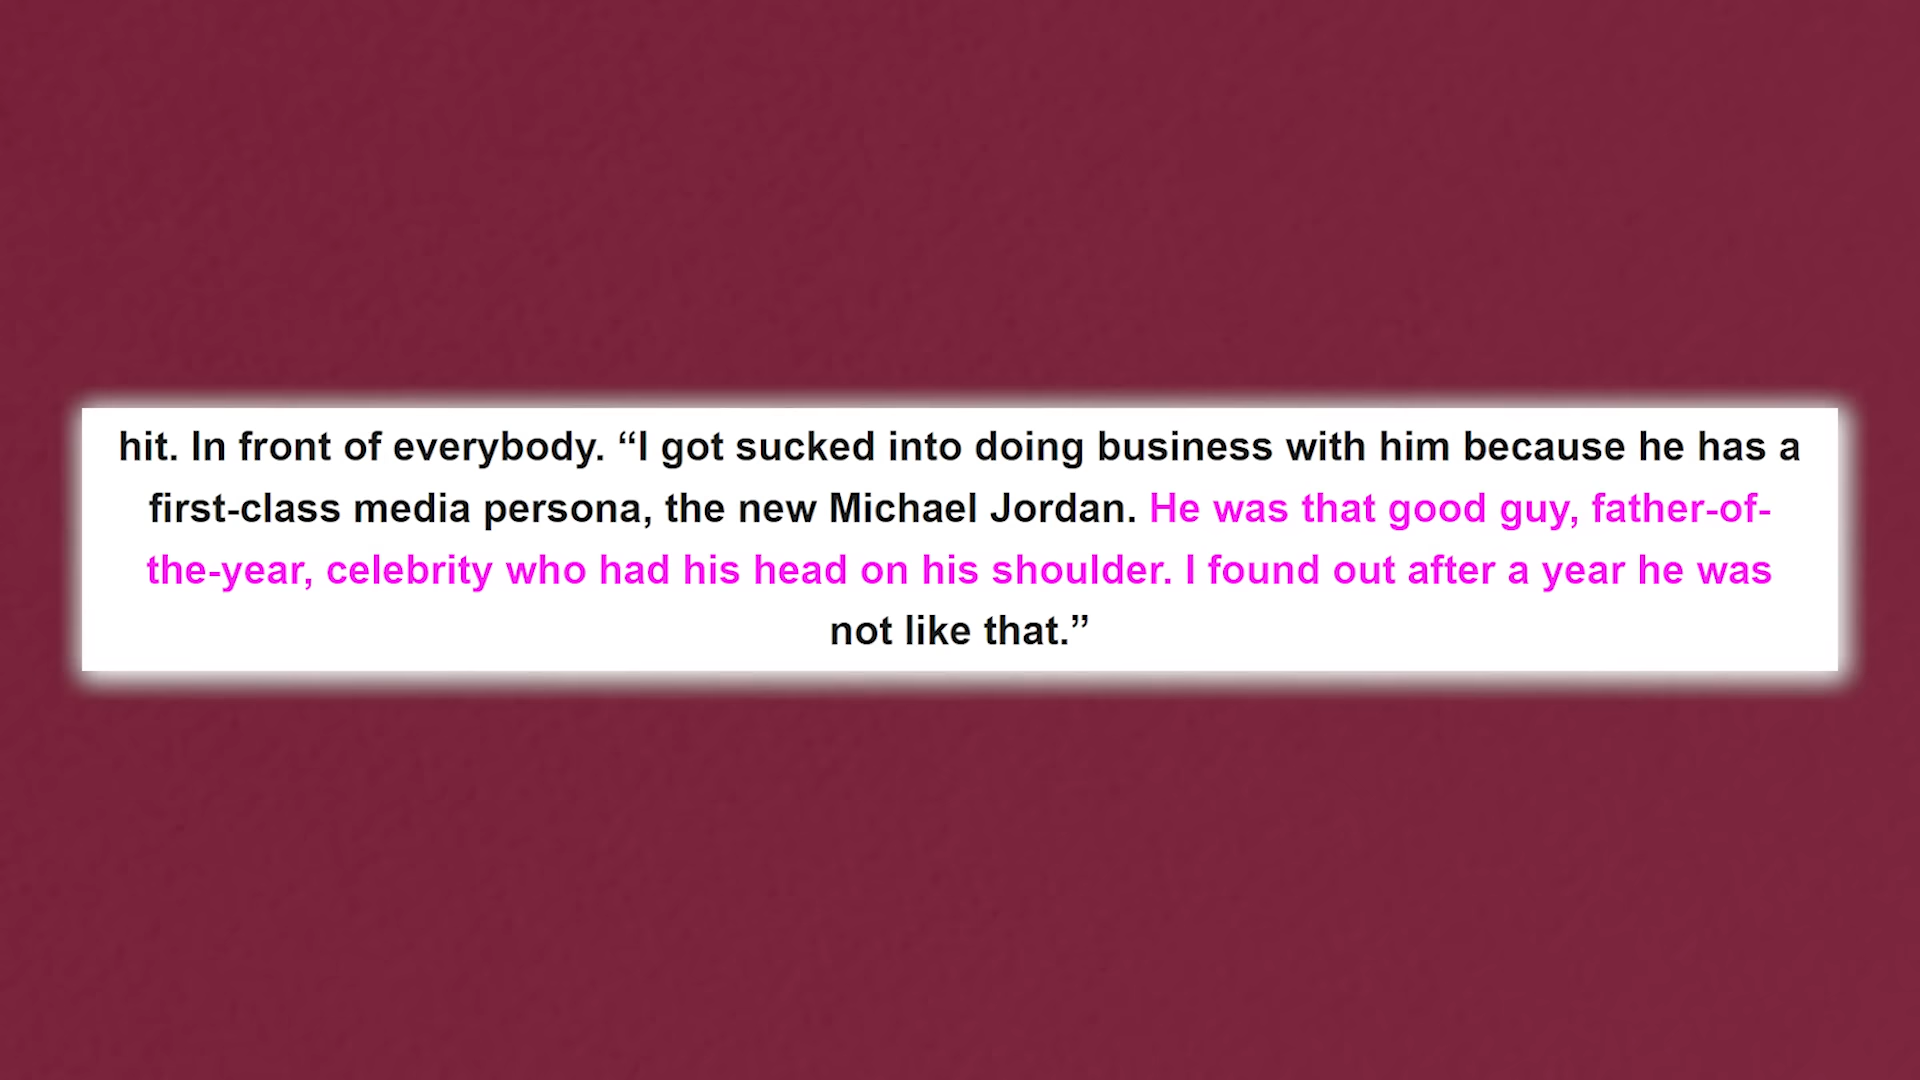 hit. In front of everybody. “I got sucked into doing business with him because he has a
first-class media persona, the new Michael Jordan. He was that good guy, father-of-
the-year, celebrity who had his head on his shoulder. I found out after a year he was
not like that.”